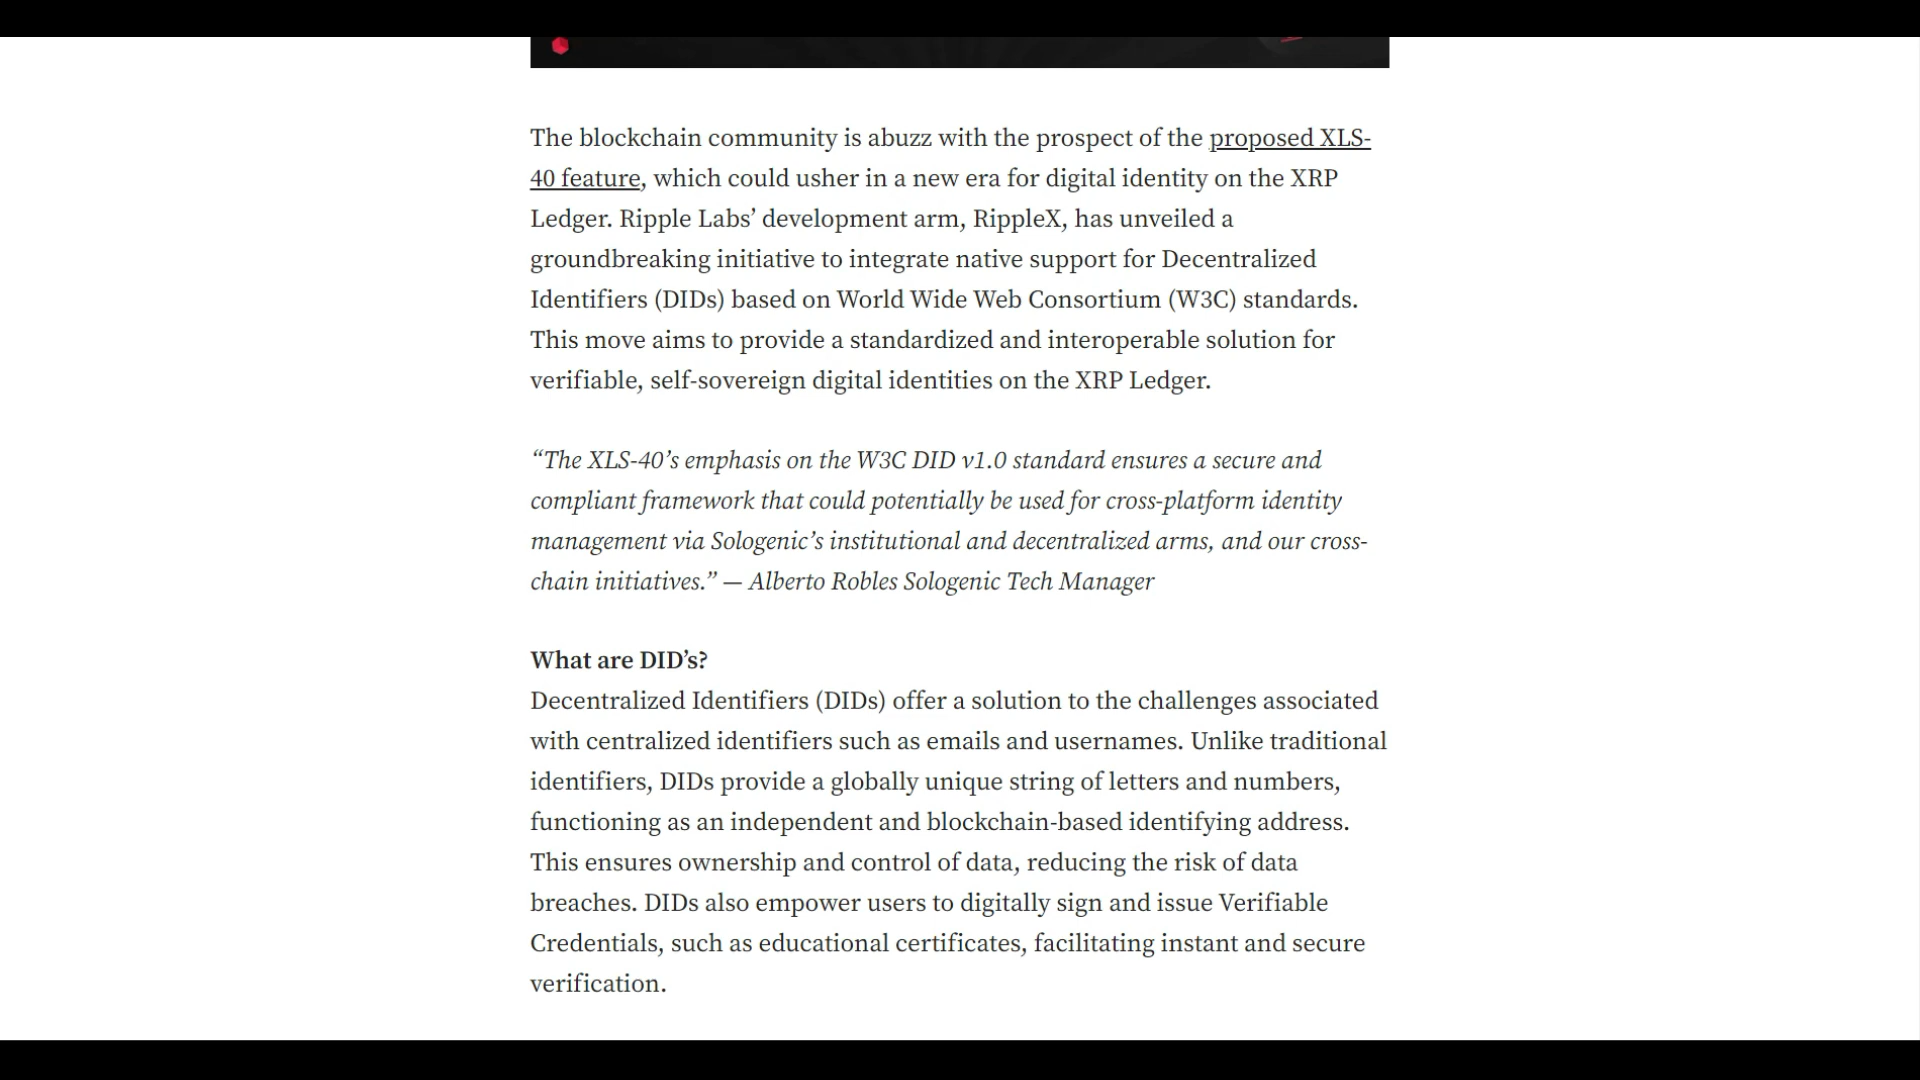 The blockchain community is abuzz with the prospect of the proposed XLS-
40 feature, which could usher in a new era for digital identity on the XRP
Ledger. Ripple Labs’ development arm, RippleX, has unveiled a
groundbreaking initiative to integrate native support for Decentralized
Identifiers (DIDs) based on World Wide Web Consortium (W3C) standards.
This move aims to provide a standardized and interoperable solution for
verifiable, self-sovereign digital identities on the XRP Ledger.
“The XLS-40’s emphasis on the W3C DID v1.0 standard ensures a secure and
compliant framework that could potentially be used for cross-platform identity
management via Sologenic’s institutional and decentralized arms, and our cross-
chain initiatives.” — Alberto Robles Sologenic Tech Manager
What are DID’s?
Decentralized Identifiers (DIDs) offer a solution to the challenges associated
with centralized identifiers such as emails and usernames. Unlike traditional
identifiers, DIDs provide a globally unique string of letters and numbers,
functioning as an independent and blockchain-based identifying address.
This ensures ownership and control of data, reducing the risk of data
breaches. DIDs also empower users to digitally sign and issue Verifiable
Credentials, such as educational certificates, facilitating instant and secure
verification.